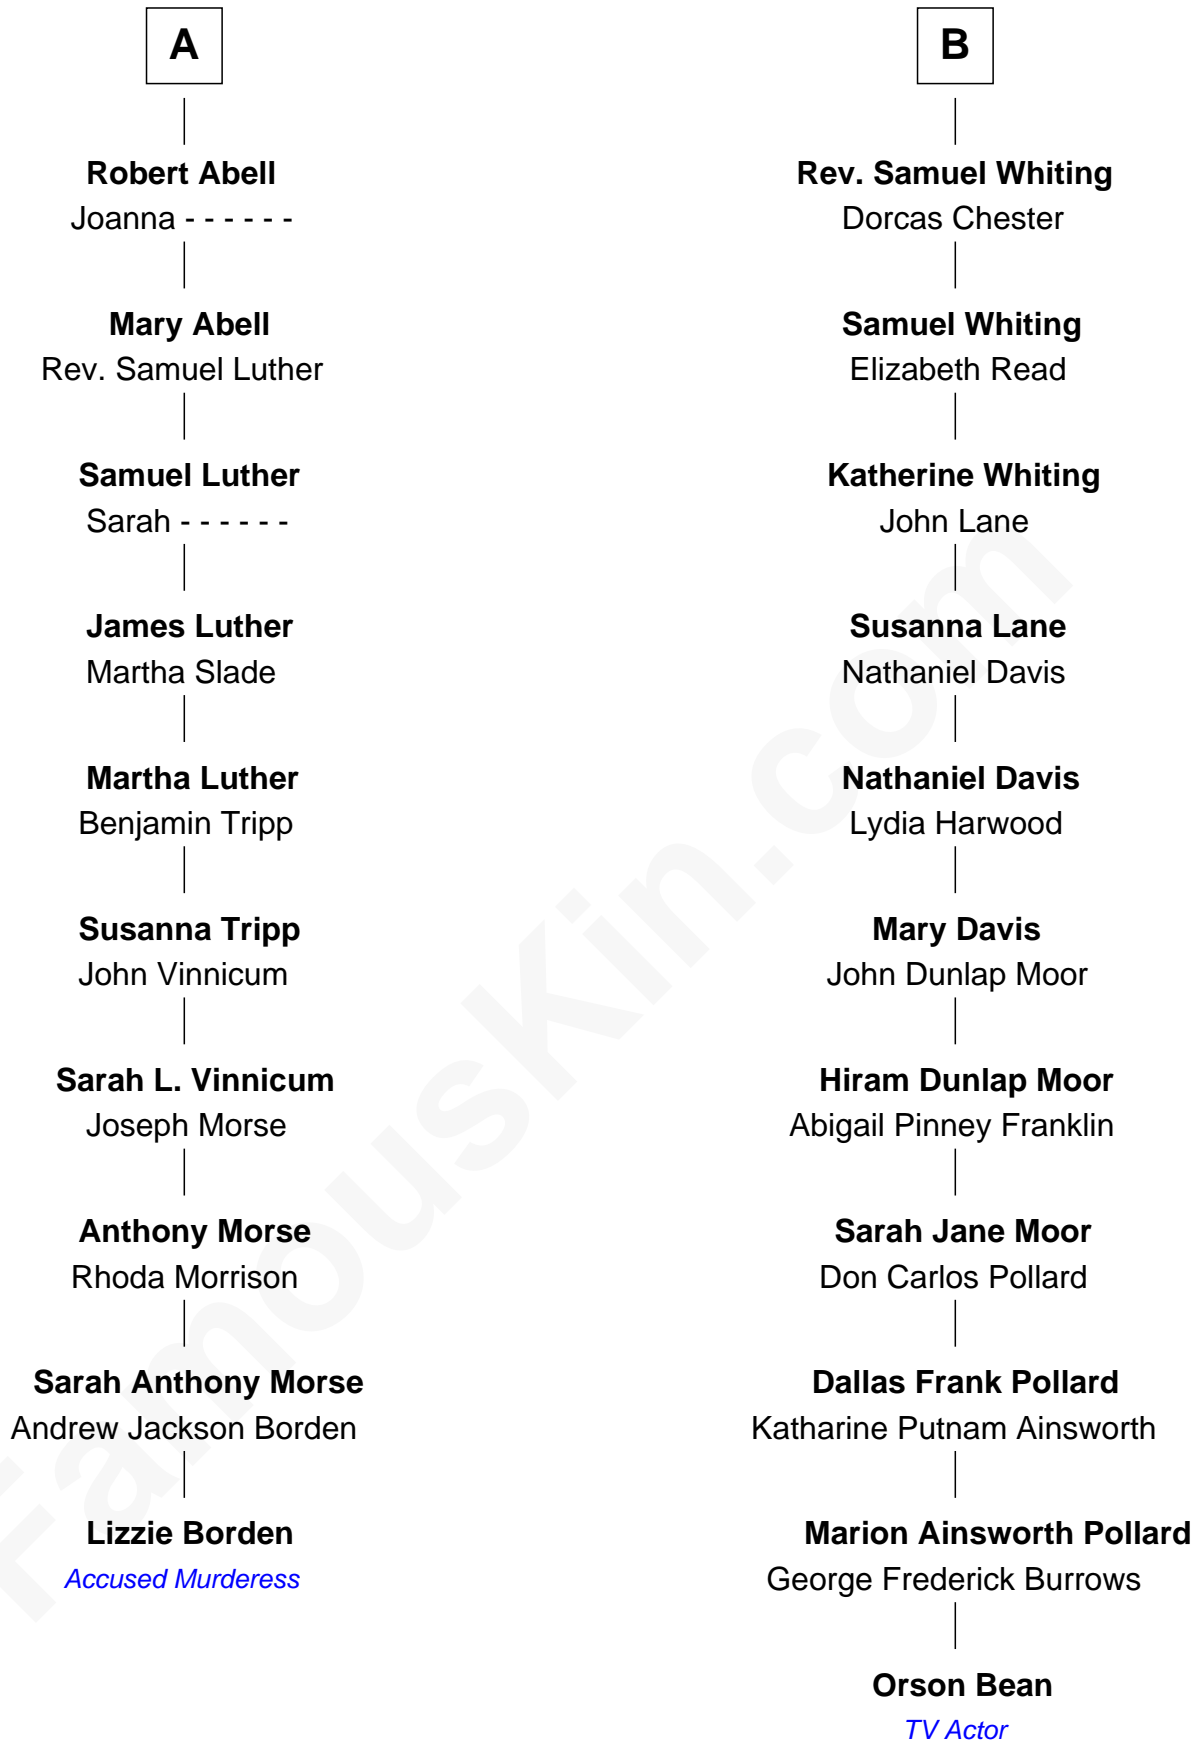 A
Robert Abell
Joanna - - - - - -
Mary Abell
Rev. Samuel Luther
Samuel Luther
Sarah - - - - - -
James Luther
Martha Slade
Martha Luther
Benjamin Tripp
Susanna Tripp
John Vinnicum
Sarah L. Vinnicum
Joseph Morse
Anthony Morse
Rhoda Morrison
Sarah Anthony Morse
Andrew Jackson Borden
Lizzie Borden
Accused Murderess
B
Rev. Samuel Whiting
Dorcas Chester
Samuel Whiting
Elizabeth Read
Katherine Whiting
John Lane
Susanna Lane
Nathaniel Davis
Nathaniel Davis
Lydia Harwood
Mary Davis
John Dunlap Moor
Hiram Dunlap Moor
Abigail Pinney Franklin
Sarah Jane Moor
Don Carlos Pollard
Dallas Frank Pollard
Katharine Putnam Ainsworth
Marion Ainsworth Pollard
George Frederick Burrows
Orson Bean
TV Actor
FamousKin.com